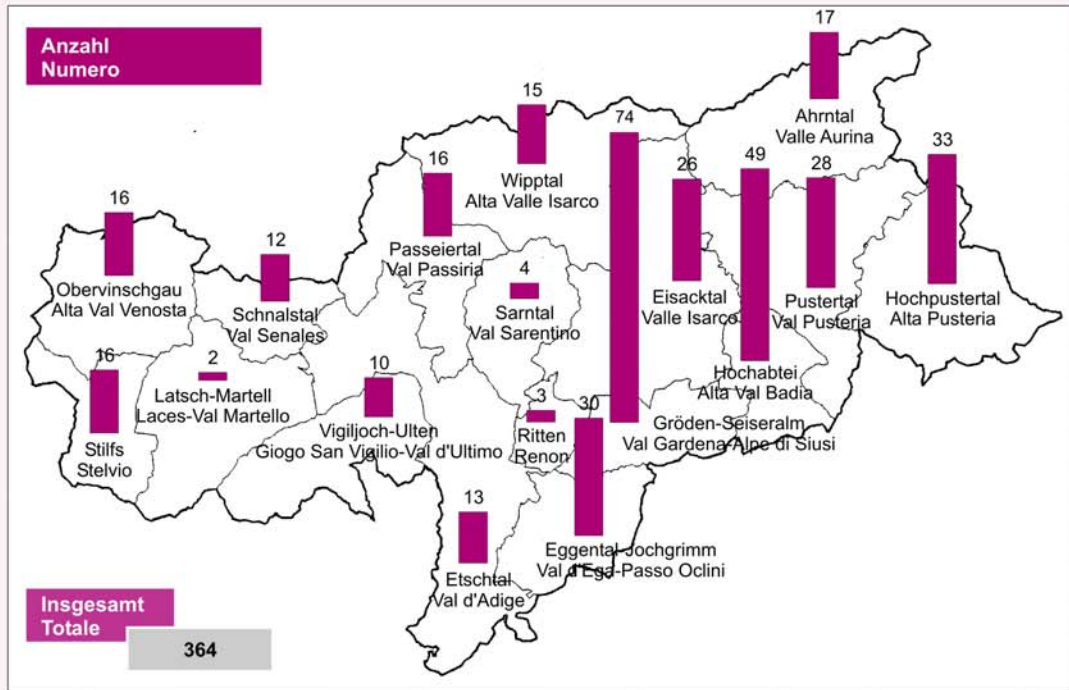 Anzahl
Numero
17
Ahrntal
Valle Aurina
15
Wipptal
Alta Valle Isarco
74
Gröden-Seiseralm
Val Gardena-Alpe di Siusi
16
Passeiertal
Val Passiria
26
Eisacktal
Valle Isarco
49
Hochabtei
Alta Val Badia
28
Pustertal
Val Pusteria
33
Hochpustertal
Alta Pusteria
16
Obervinschgau
Alta Val Venosta
12
Schnalstal
Val Senales
4
Sarntal
Val Sarentino
16
Stilfs
Stelvio
2
Latsch-Martell
Laces-Val Martello
10
Vigiljoch-Ulten
Giogo San Vigilio-Val d'Ultimo
3
Ritten
Renon
30
Eggental-Jochgrimm
Val d'Ega-Passo Oclini
13
Etschtal
Val d'Adige
Insgesamt
Totale
364